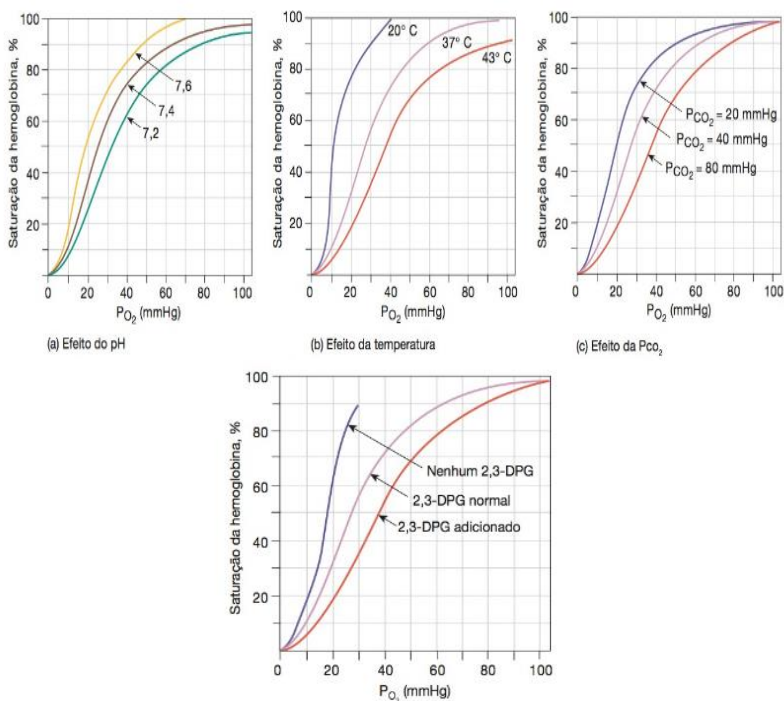 Saturação da hemoglobina, %
100
80
60
40
20
7,6
7,4
7,2
0 20 40 60 80 100
PO2 (mmHg)
(a) Efeito do pH
Saturação da hemoglobina, %
100
80
60
40
20
20° C
37° C
43° C
0 20 40 60 80 100
PO2 (mmHg)
(b) Efeito da temperatura
Saturação da hemoglobina, %
100
80
60
40
20
PCO2 = 20 mmHg
PCO2 = 40 mmHg
PCO2 = 80 mmHg
0 20 40 60 80 100
PO2 (mmHg)
(c) Efeito da Pco2
Saturação da hemoglobina, %
100
80
60
40
20
Nenhum 2,3-DPG
2,3-DPG normal
2,3-DPG adicionado
0 20 40 60 80 100
PO2 (mmHg)